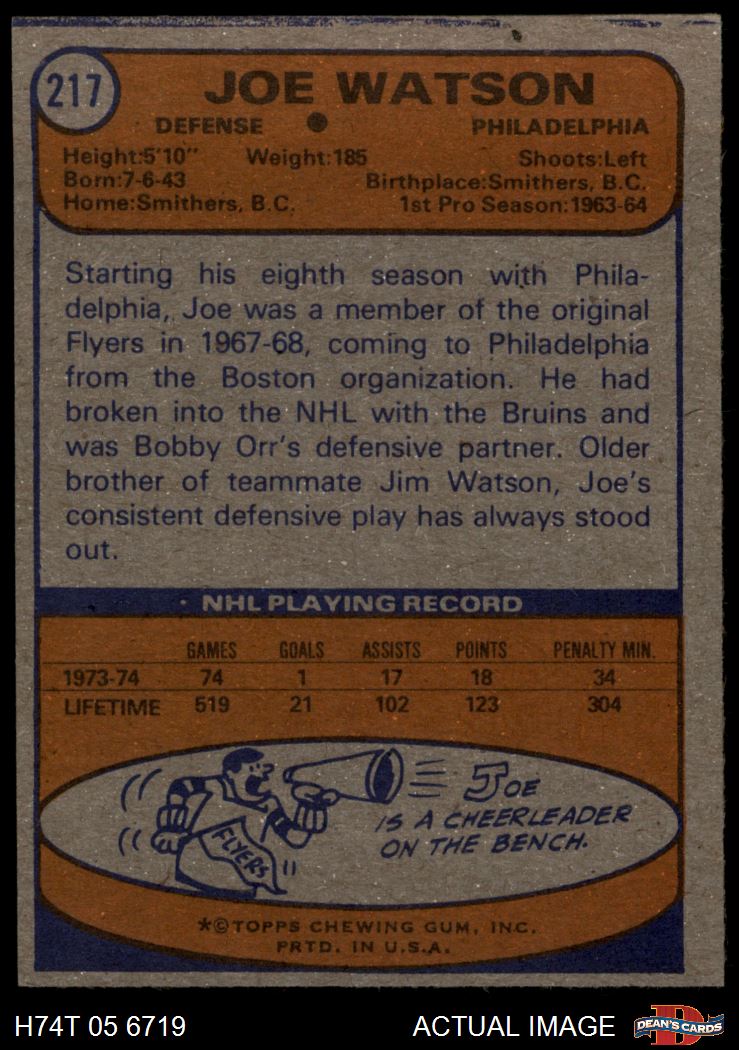 217
JOE WATSON
DEFENSE ● PHILADELPHIA
Height:5'10" Weight:185 Shoots:Left
Born:7-6-43 Birthplace:Smithers, B.C.
Home:Smithers, B.C. 1st Pro Season:1963-64
Starting his eighth season with Phila-
delphia, Joe was a member of the original
Flyers in 1967-68, coming to Philadelphia
from the Boston organization. He had
broken into the NHL with the Bruins and
was Bobby Orr's defensive partner. Older
brother of teammate Jim Watson, Joe's
consistent defensive play has always stood
out.
NHL PLAYING RECORD
GAMES GOALS ASSISTS POINTS PENALTY MIN.
1973-74 74 1 17 18 34
LIFETIME 519 21 102 123 304
JOE
IS A CHEERLEADER
ON THE BENCH.
FLYERS
*©TOPPS CHEWING GUM, INC.
PRTD. IN U.S.A.
H74T 05 6719 ACTUAL IMAGE D DEAN'S CARDS